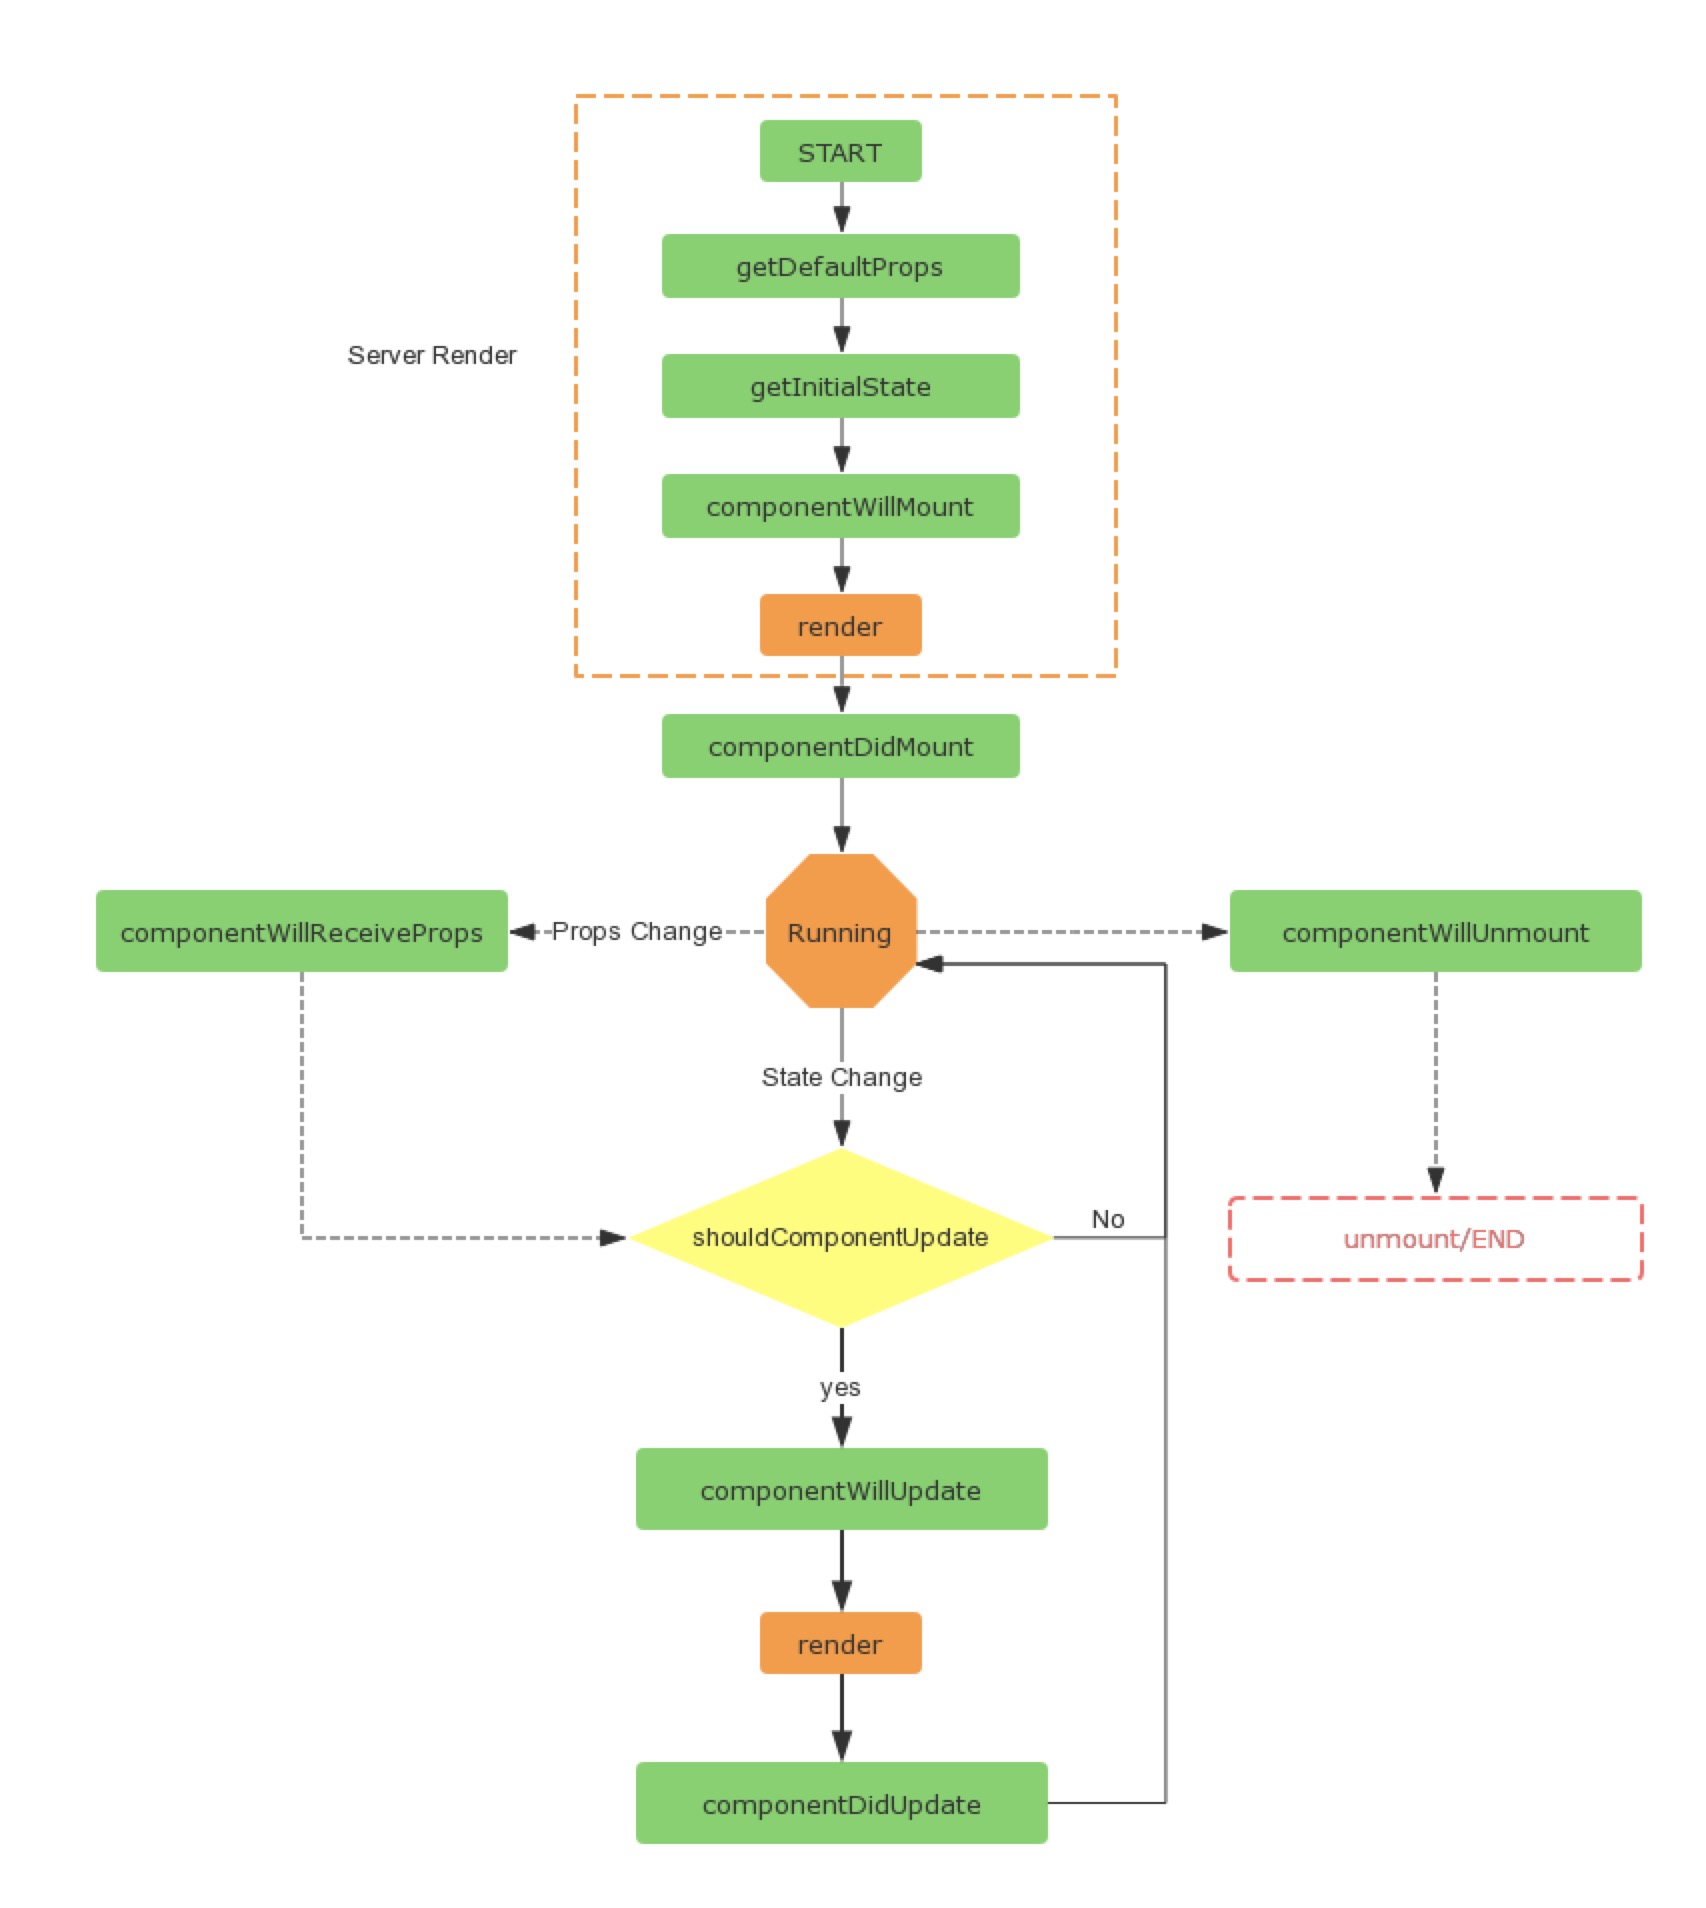 START
getDefaultProps
Server Render
getInitialState
componentWillMount
render
componentDidMount
componentWillReceiveProps
Props Change
Running
componentWillUnmount
State Change
shouldComponentUpdate
No
unmount/END
yes
componentWillUpdate
render
componentDidUpdate